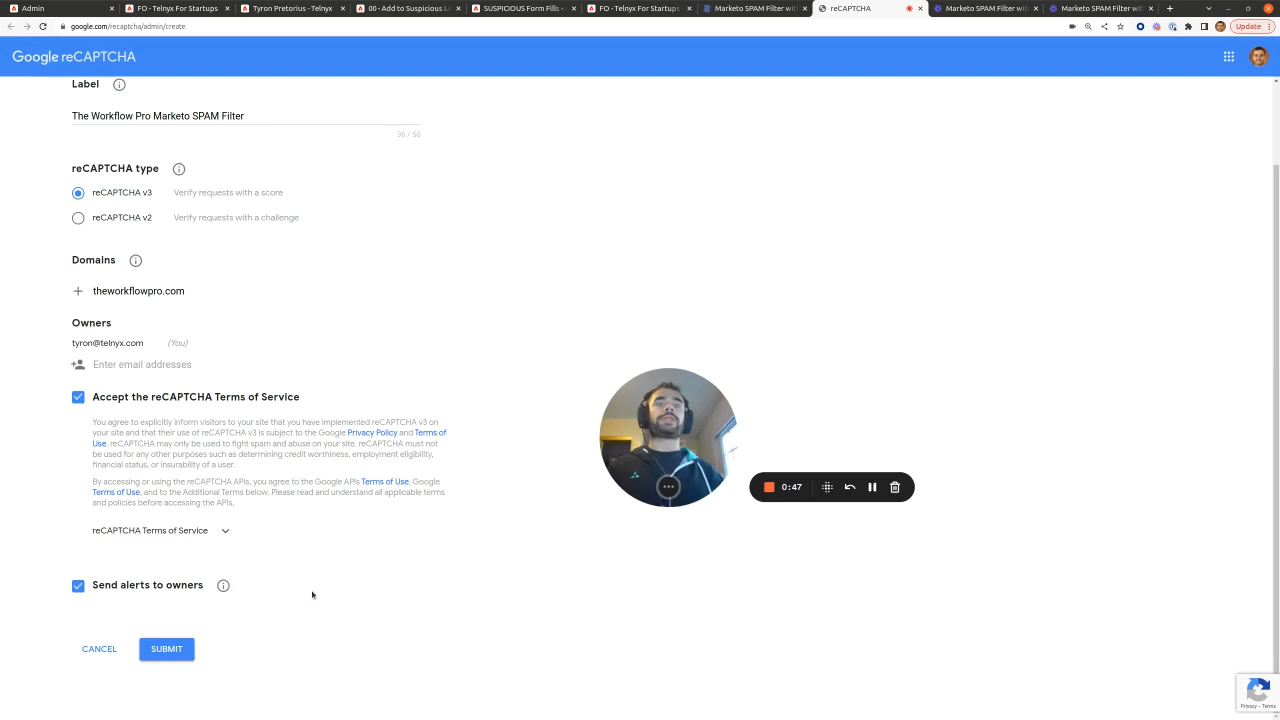 Admin
FO - Telnyx For Startups
Tyron Pretorius - Telnyx
00 - Add to Suspicious Li
SUSPICIOUS Form Fills -
FO - Telnyx For Startups
Marketo SPAM Filter wit
reCAPTCHA
Marketo SPAM Filter wit
Marketo SPAM Filter wit
google.com/recaptcha/admin/create
Update
Google reCAPTCHA
Label
The Workflow Pro Marketo SPAM Filter
36 / 50
reCAPTCHA type
reCAPTCHA v3 Verify requests with a score
reCAPTCHA v2 Verify requests with a challenge
Domains
theworkflowpro.com
Owners
tyron@telnyx.com (You)
Enter email addresses
Accept the reCAPTCHA Terms of Service
You agree to explicitly inform visitors to your site that you have implemented reCAPTCHA v3 on
your site and that their use of reCAPTCHA v3 is subject to the Google Privacy Policy and Terms of
Use. reCAPTCHA may only be used to fight spam and abuse on your site. reCAPTCHA must not
be used for any other purposes such as determining credit worthiness, employment eligibility,
financial status, or insurability of a user.
By accessing or using the reCAPTCHA APIs, you agree to the Google APIs Terms of Use, Google
Terms of Use, and to the Additional Terms below. Please read and understand all applicable terms
and policies before accessing the APIs.
reCAPTCHA Terms of Service
0:47
Send alerts to owners
CANCEL SUBMIT
Privacy - Terms